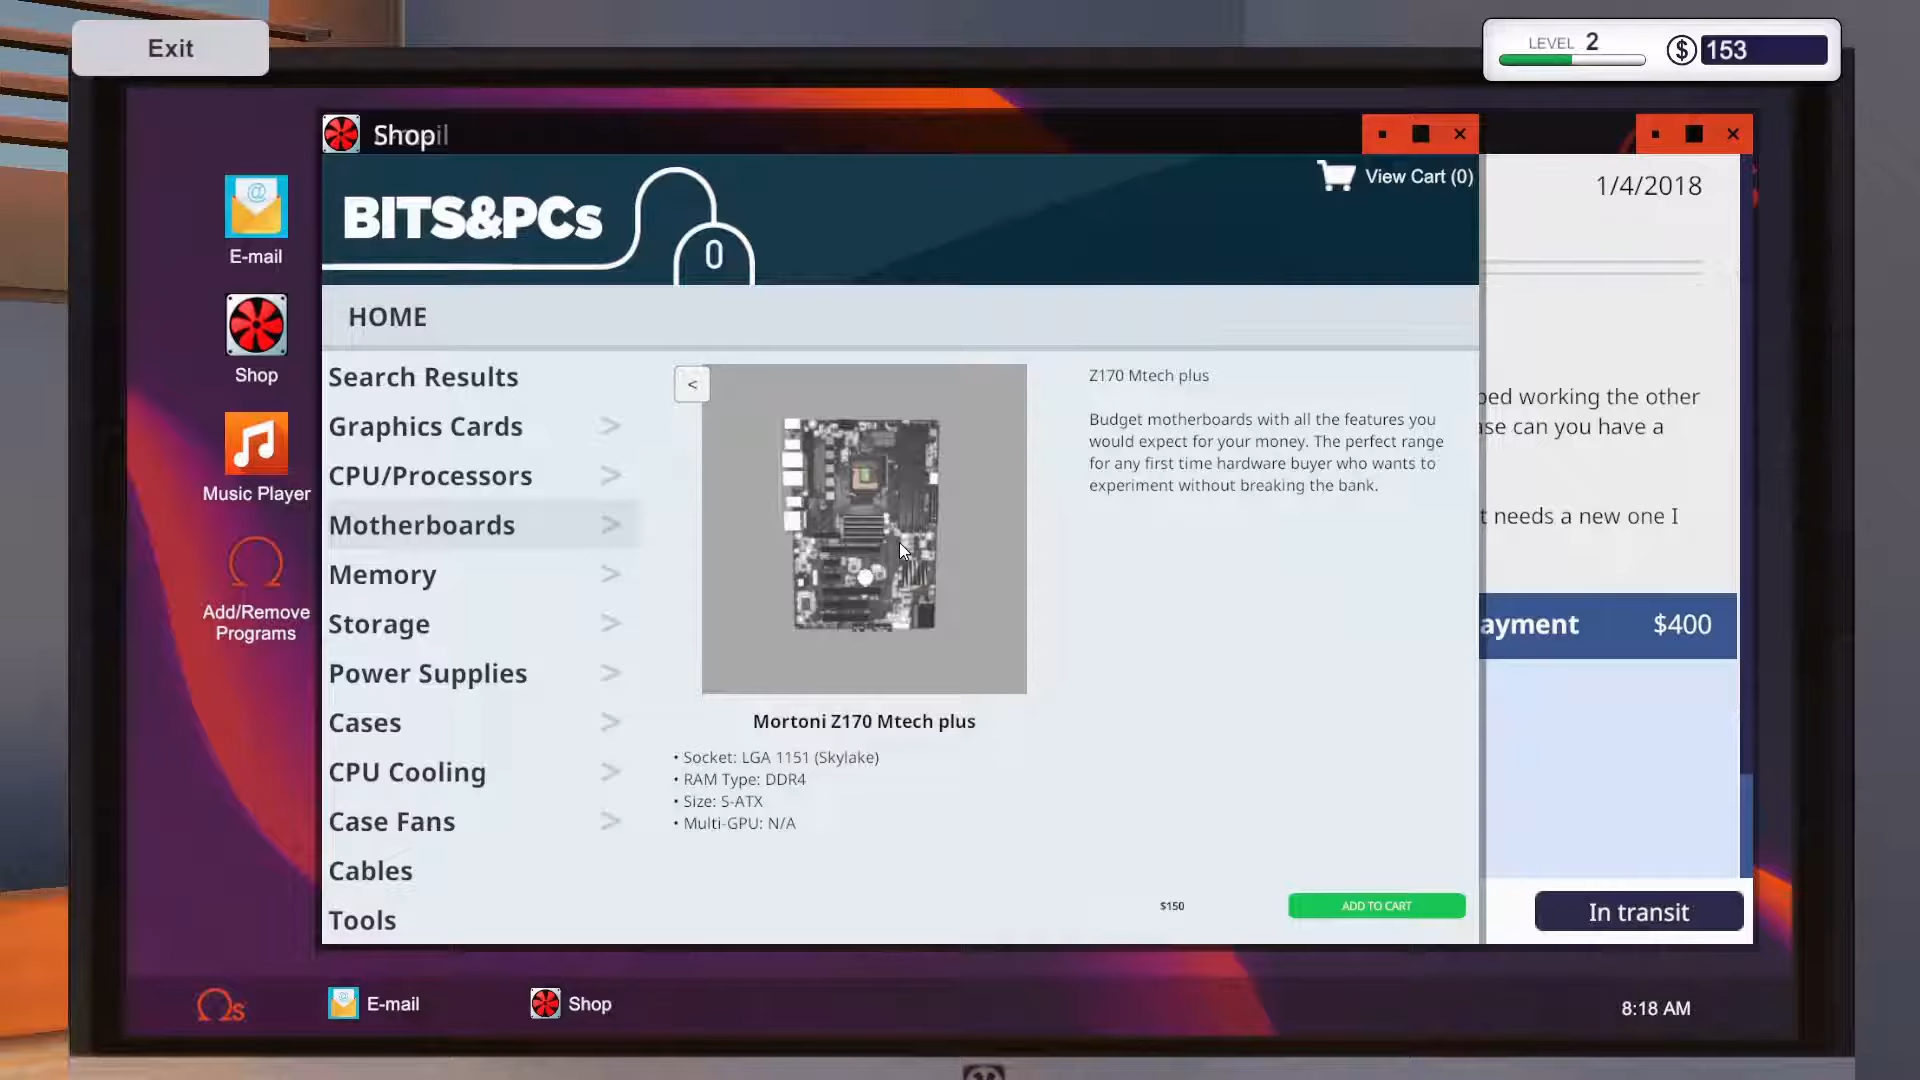 Exit
LEVEL 2
$ 153
Shop
View Cart (0)
BITS&PCs
1/4/2018
E-mail
Shop
Music Player
Add/Remove
Programs
HOME
Search Results
Graphics Cards >
CPU/Processors >
Motherboards >
Memory >
Storage >
Power Supplies >
Cases >
CPU Cooling >
Case Fans >
Cables
Tools
<
Z170 Mtech plus
Budget motherboards with all the features you
would expect for your money. The perfect range
for any first time hardware buyer who wants to
experiment without breaking the bank.
Mortoni Z170 Mtech plus
• Socket: LGA 1151 (Skylake)
• RAM Type: DDR4
• Size: S-ATX
• Multi-GPU: N/A
$150
ADD TO CART
working the other
can you have a
needs a new one I
$400
In transit
E-mail
Shop
8:18 AM